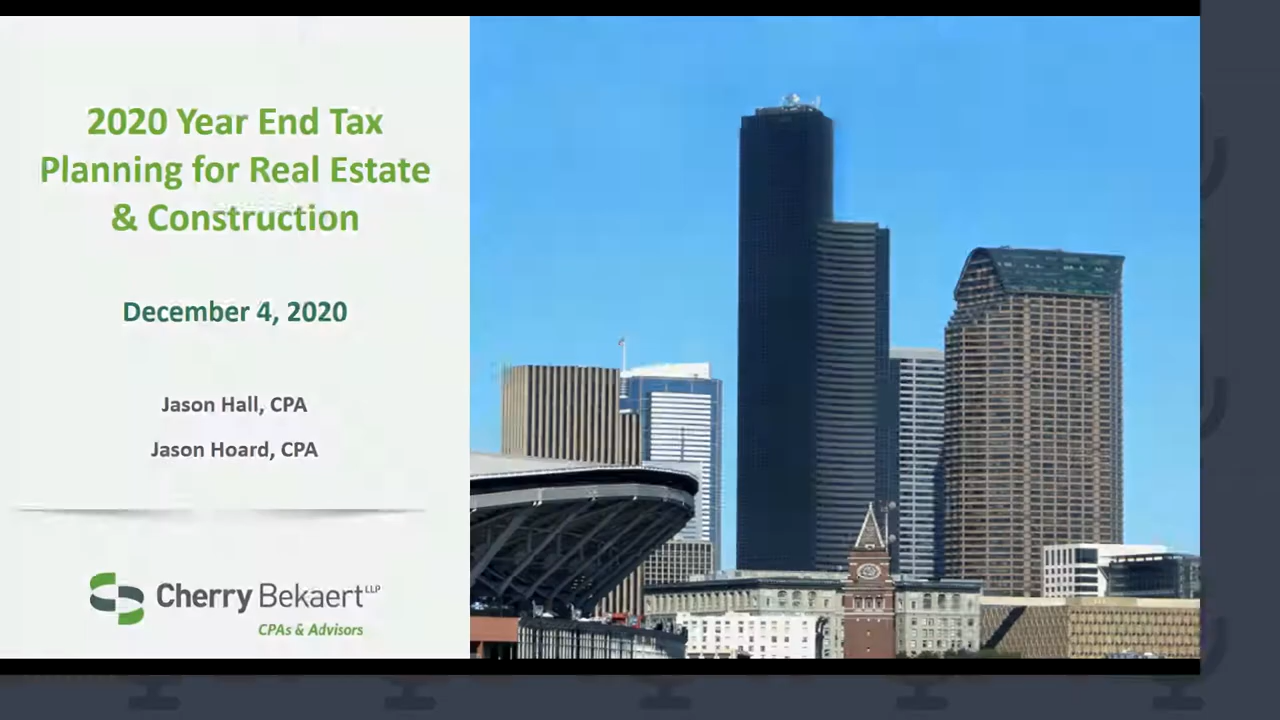 2020 Year End Tax
Planning for Real Estate
& Construction
December 4, 2020
Jason Hall, CPA
Jason Hoard, CPA
Cherry Bekaert LLP
CPAs & Advisors